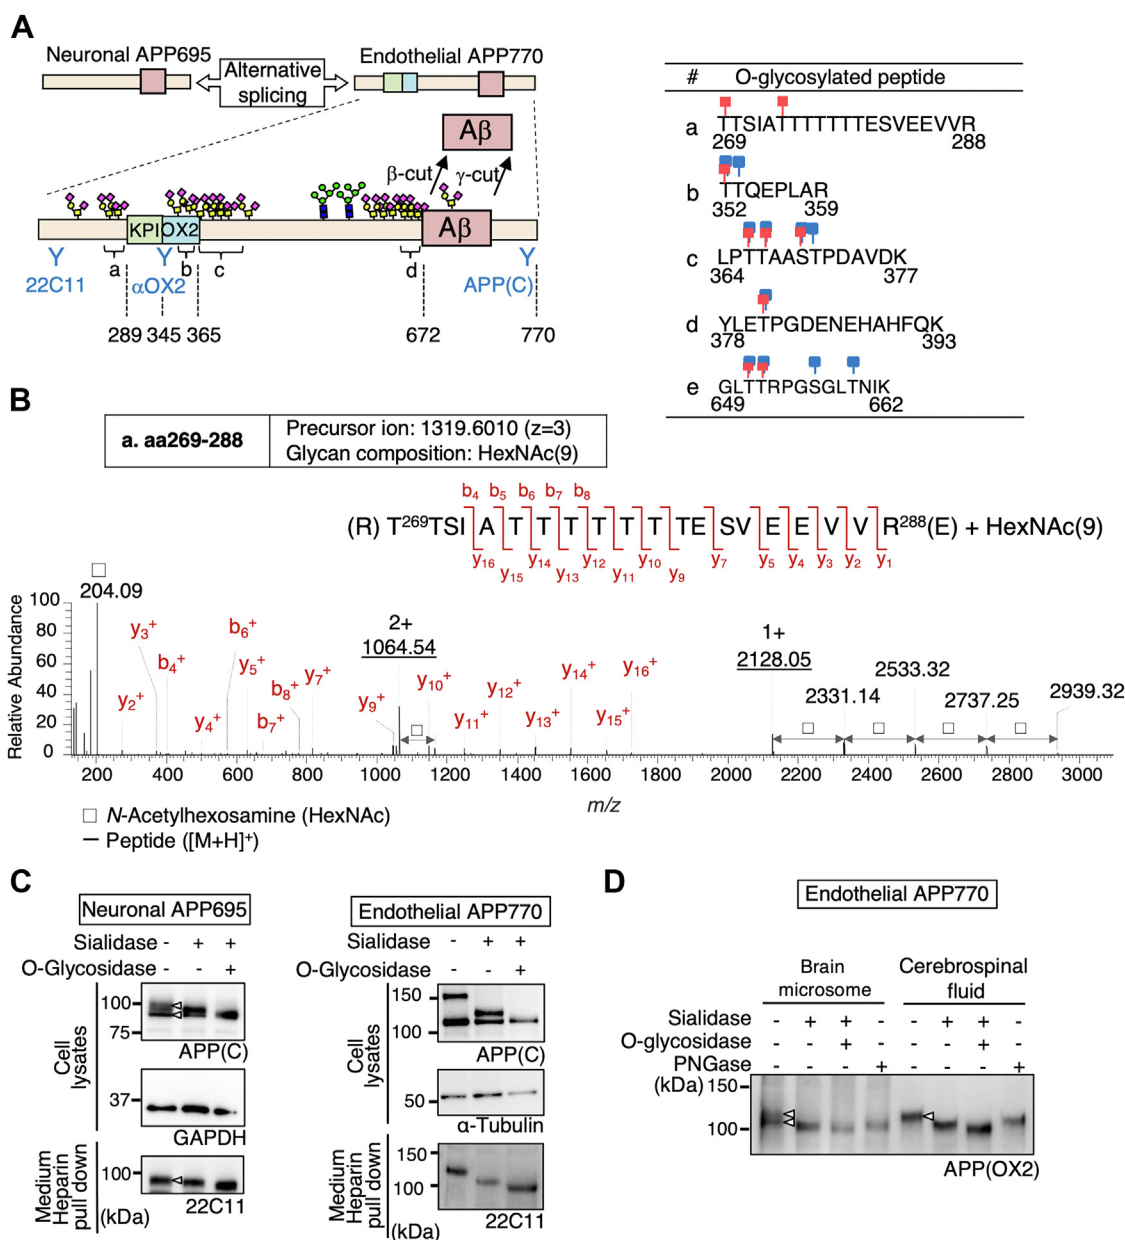 A
Neuronal APP695
Alternative
splicing
Endothelial APP770
Aβ
β-cut
γ-cut
KPI
OX2
Aβ
22C11
a
αOX2
b
c
d
APP(C)
289
345
365
672
770
# O-glycosylated peptide
a TTSIATTTTTTTESVEEVVR
269 288
b TTQEPLAR
352 359
c LPTTAASTPDAVDK
364 377
d YLETPGDENEHAHFQK
378 393
e GLTTRPGSGLTNIK
649 662
B
a. aa269-288
Precursor ion: 1319.6010 (z=3)
Glycan composition: HexNAc(9)
b4 b5 b6 b7 b8
(R) T269TSIATTTTTTTESVEEVVR288(E) + HexNAc(9)
y16 y15 y14 y13 y12 y11 y10 y9 y7 y5 y4 y3 y2 y1
Relative Abundance
100
80
60
40
20
0
204.09
y2+
y3+
b4+
y4+
b6+
y5+
b7+
b8+
y7+
y9+
2+
1064.54
y10+
y11+
y12+
y13+
y14+
y15+
y16+
1+
2128.05
2331.14
2533.32
2737.25
2939.32
200 400 600 800 1000 1200 1400 1600 1800 2000 2200 2400 2600 2800 3000
m/z
N-Acetylhexosamine (HexNAc)
Peptide ([M+H]+)
C
Neuronal APP695
Sialidase - + +
O-Glycosidase - - +
Cell
lysates
100
75
APP(C)
37
GAPDH
Medium
Heparin
pull down
100
(kDa)
22C11
Endothelial APP770
Sialidase - + +
O-Glycosidase - - +
Cell
lysates
150
100
APP(C)
50
α-Tubulin
Medium
Heparin
pull down
150
100
(kDa)
22C11
D
Endothelial APP770
Brain
microsome
Cerebrospinal
fluid
Sialidase - + + - - + + -
O-glycosidase - - + - - - + -
PNGase - - - + - - - +
(kDa)
150
100
APP(OX2)